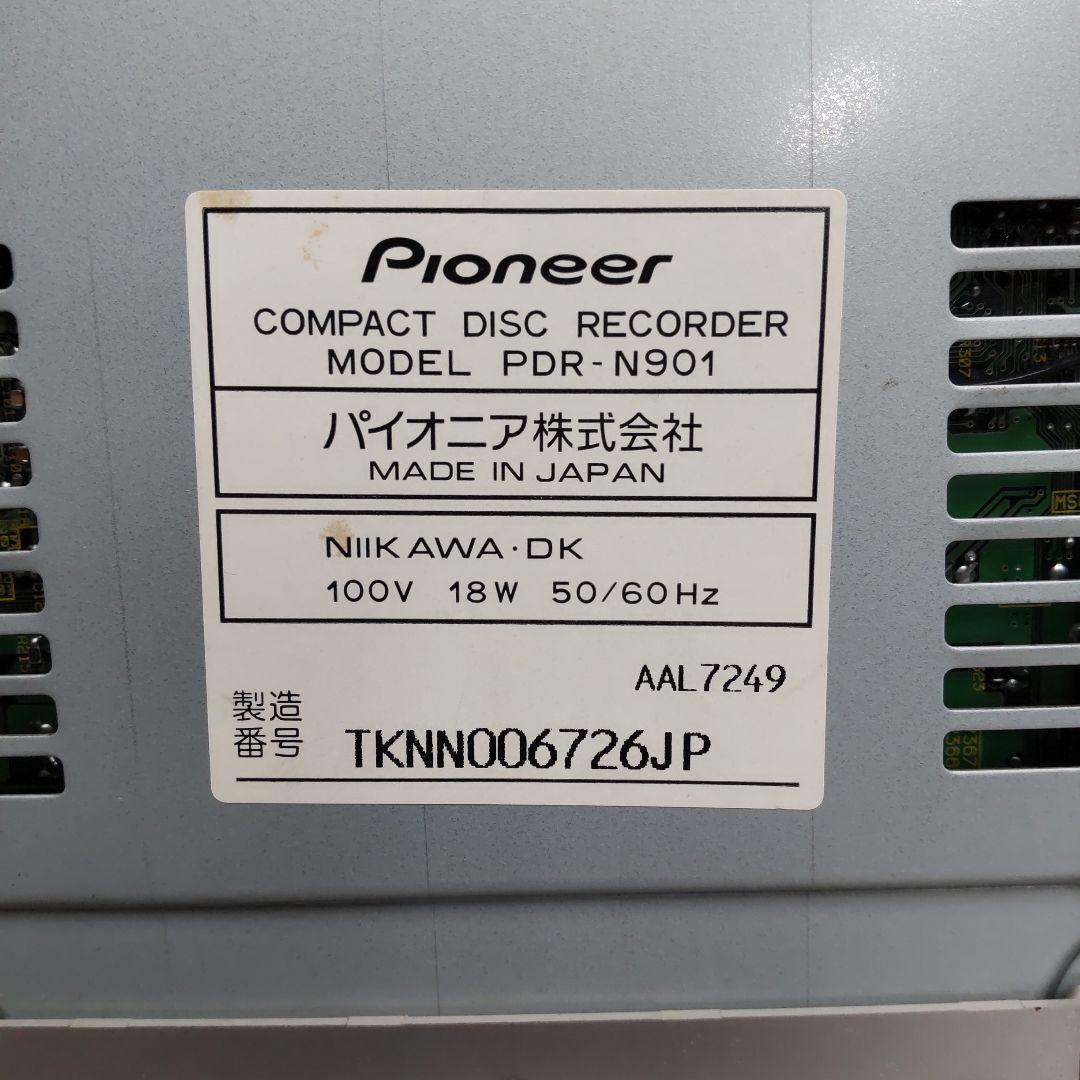 Pioneer
COMPACT DISC RECORDER
MODEL PDR-N901
パイオニア株式会社
MADE IN JAPAN
NIIKAWA・DK
100V 18W 50/60Hz
AAL7249
製造
番号 TKNN006726JP
MS